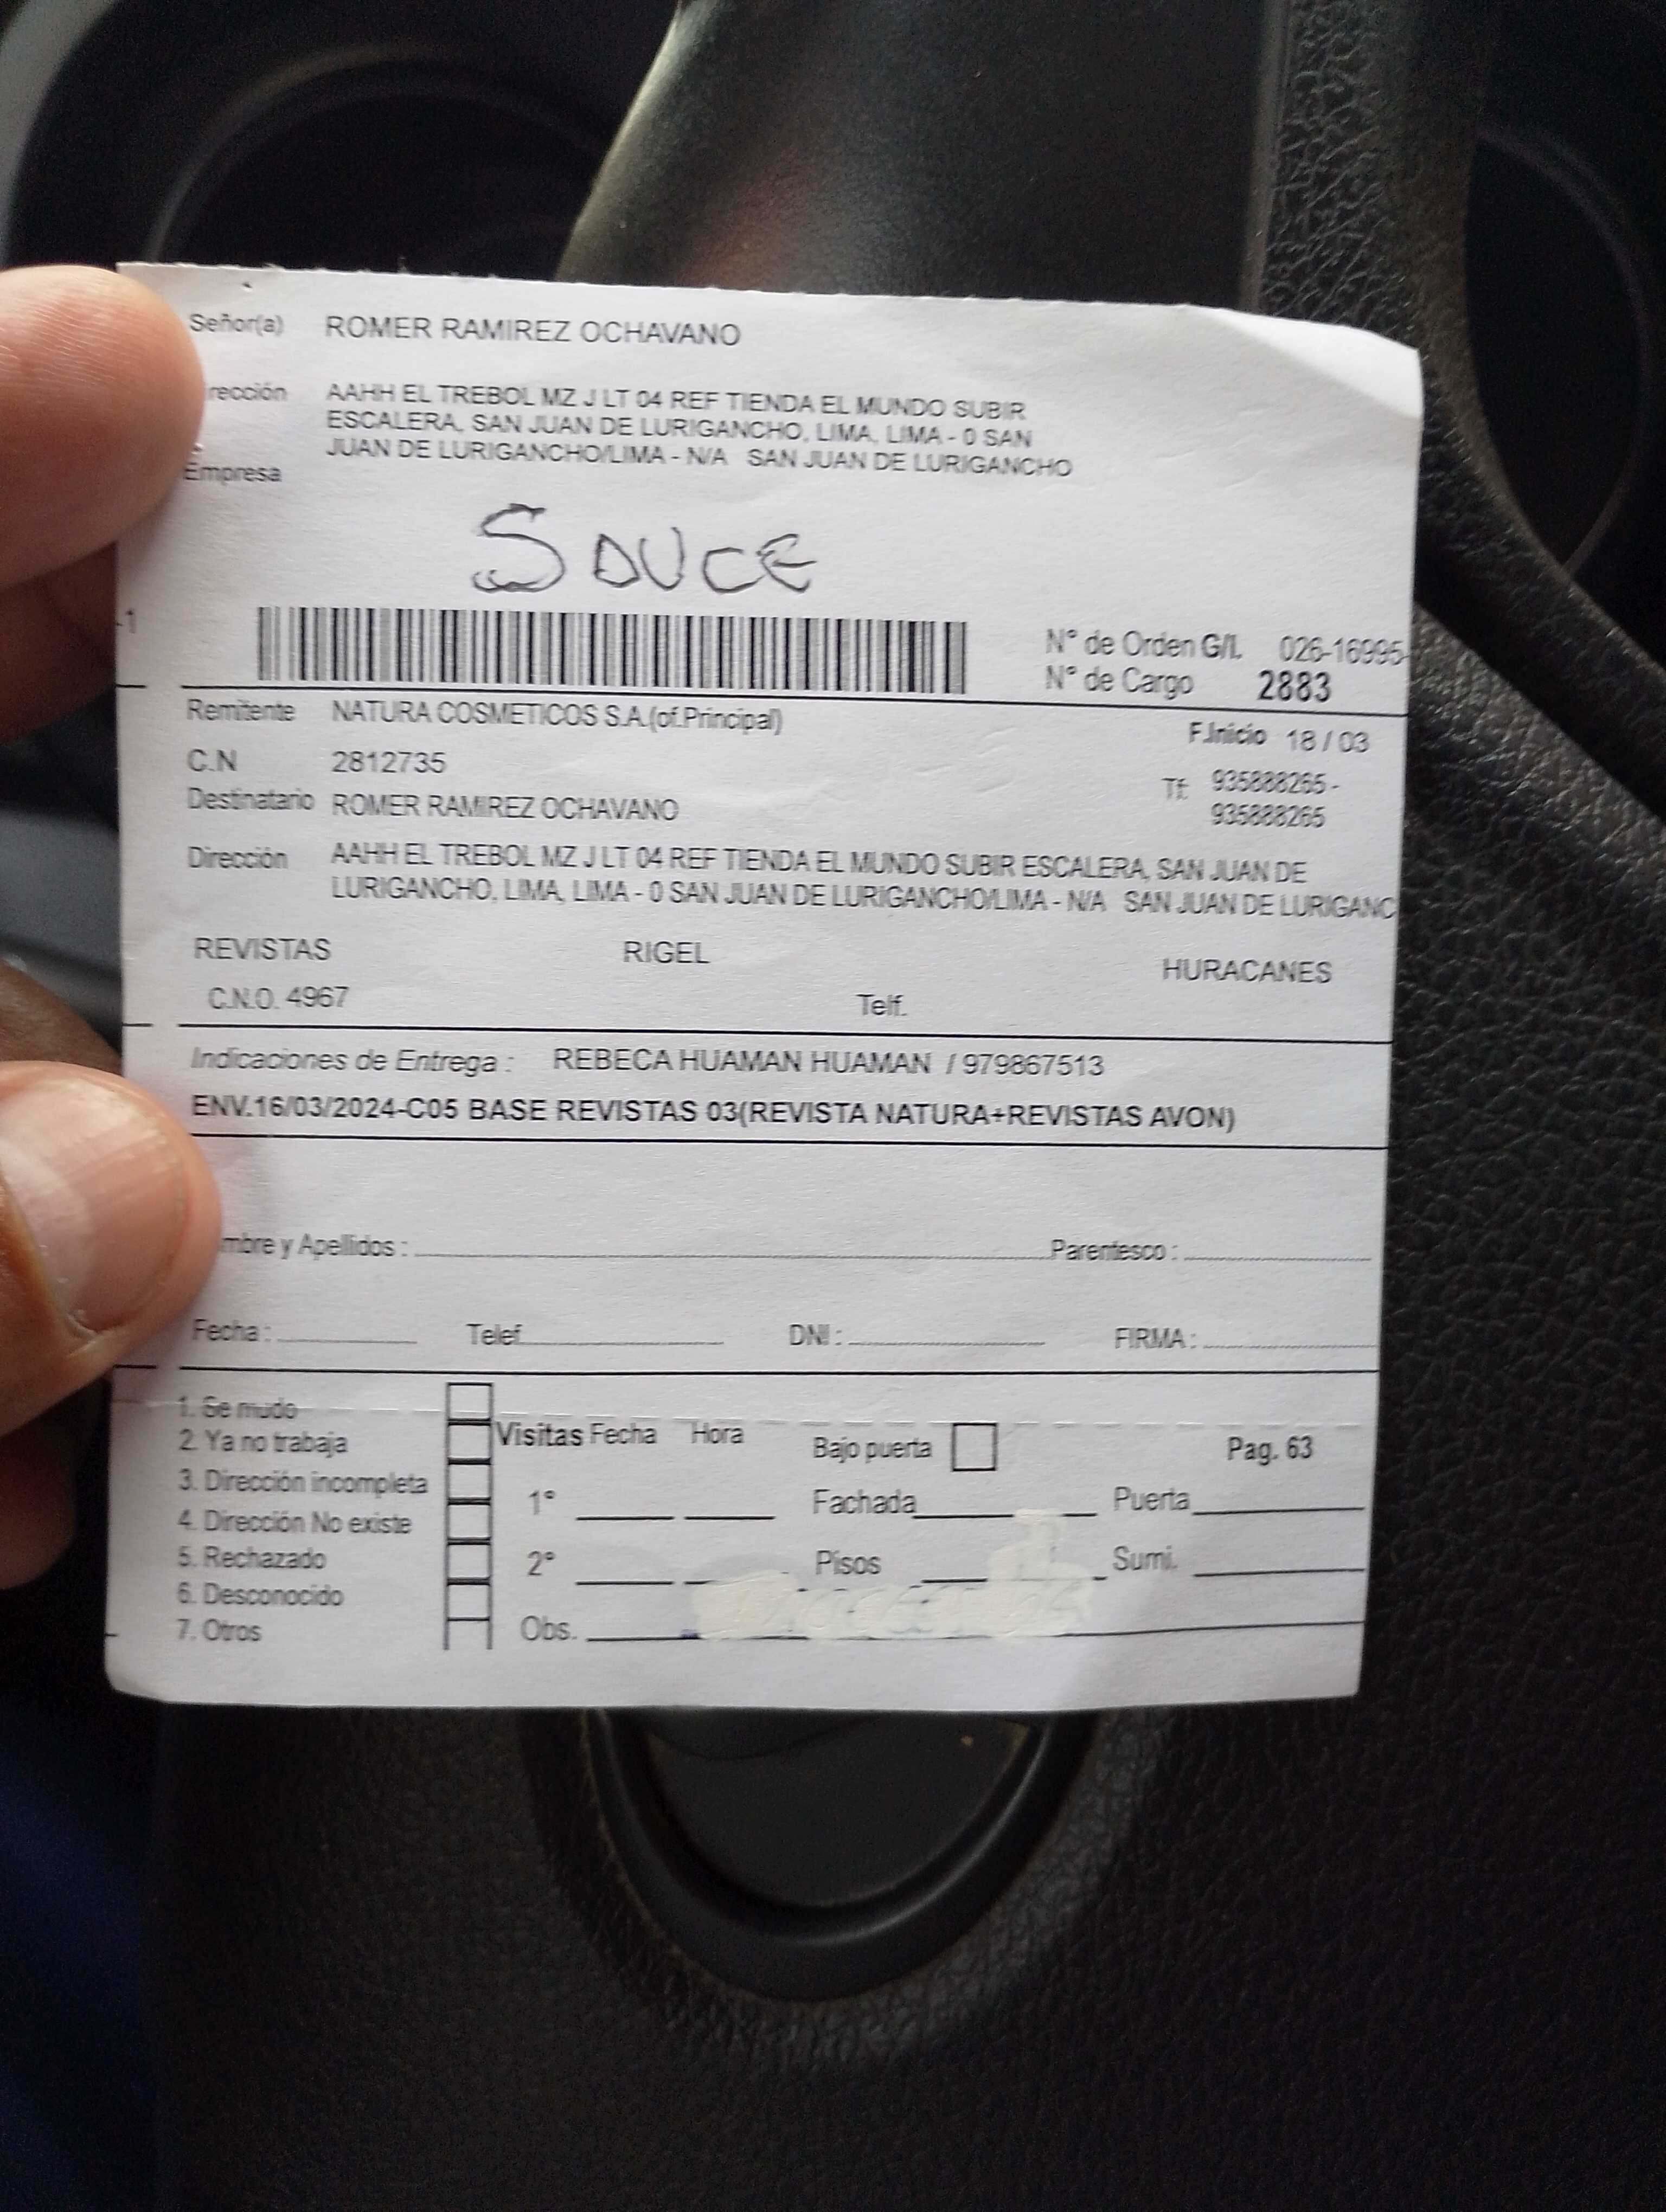 Señor(a) ROMER RAMIREZ OCHAVANO
rección AAHH EL TREBOL MZ J LT 04 REF TIENDA EL MUNDO SUBIR
ESCALERA, SAN JUAN DE LURIGANCHO, LIMA, LIMA - 0 SAN
JUAN DE LURIGANCHO/LIMA - N/A SAN JUAN DE LURIGANCHO
Empresa
SAUCE
-1
Nº de Orden G/I. 026-16995-
Nº de Cargo 2883
Remitente NATURA COSMETICOS S.A.(of.Principal)
F.Inicio 18 / 03
C.N 2812735
Tf: 935888265 -
935888265
Destinatario ROMER RAMIREZ OCHAVANO
Dirección AAHH EL TREBOL MZ J LT 04 REF TIENDA EL MUNDO SUBIR ESCALERA, SAN JUAN DE
LURIGANCHO, LIMA, LIMA - 0 SAN JUAN DE LURIGANCHO/LIMA - N/A SAN JUAN DE LURIGANC
REVISTAS RIGEL HURACANES
C.N.O. 4967 Telf.
Indicaciones de Entrega : REBECA HUAMAN HUAMAN / 979867513
ENV.16/03/2024-C05 BASE REVISTAS 03(REVISTA NATURA+REVISTAS AVON)
mbre y Apellidos : Parentesco :
Fecha : Telef. DNI : FIRMA :
1. Se mudo
2. Ya no trabaja
3. Dirección incompleta
4. Dirección No existe
5. Rechazado
6. Desconocido
7. Otros
Visitas Fecha Hora Bajo puerta Pag. 63
1º Fachada Puerta
2º Pisos Sumi.
Obs.